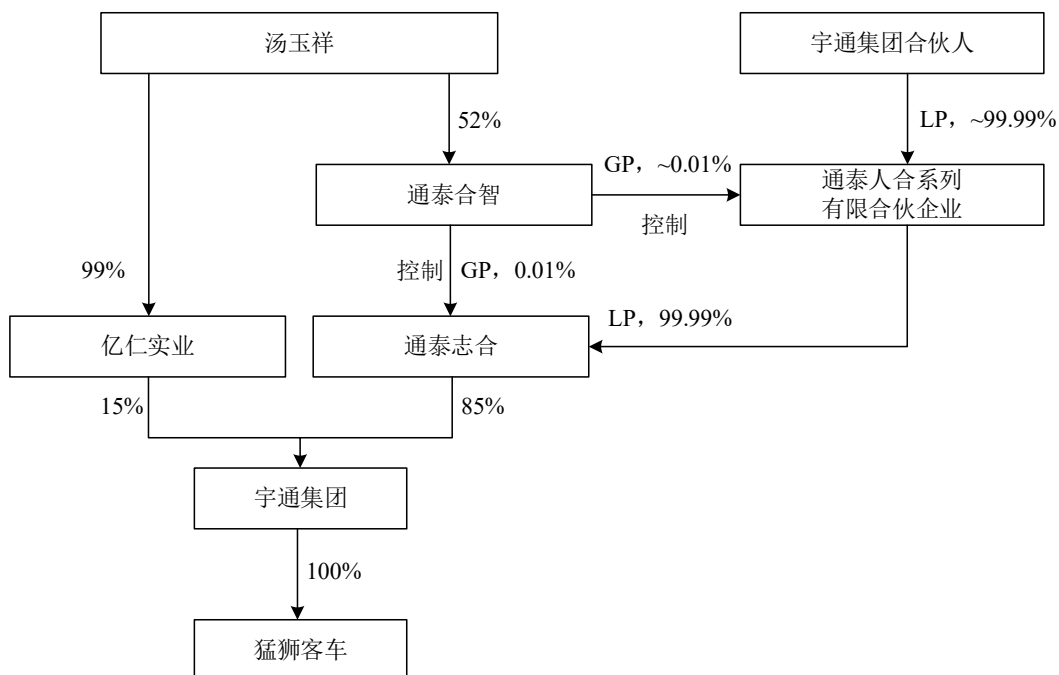 汤玉祥
宇通集团合伙人
52%
LP，~99.99%
GP，~0.01%
通泰合智
通泰人合系列
有限合伙企业
控制
99%
控制
GP，0.01%
LP，99.99%
亿仁实业
通泰志合
15%
85%
宇通集团
100%
猛狮客车